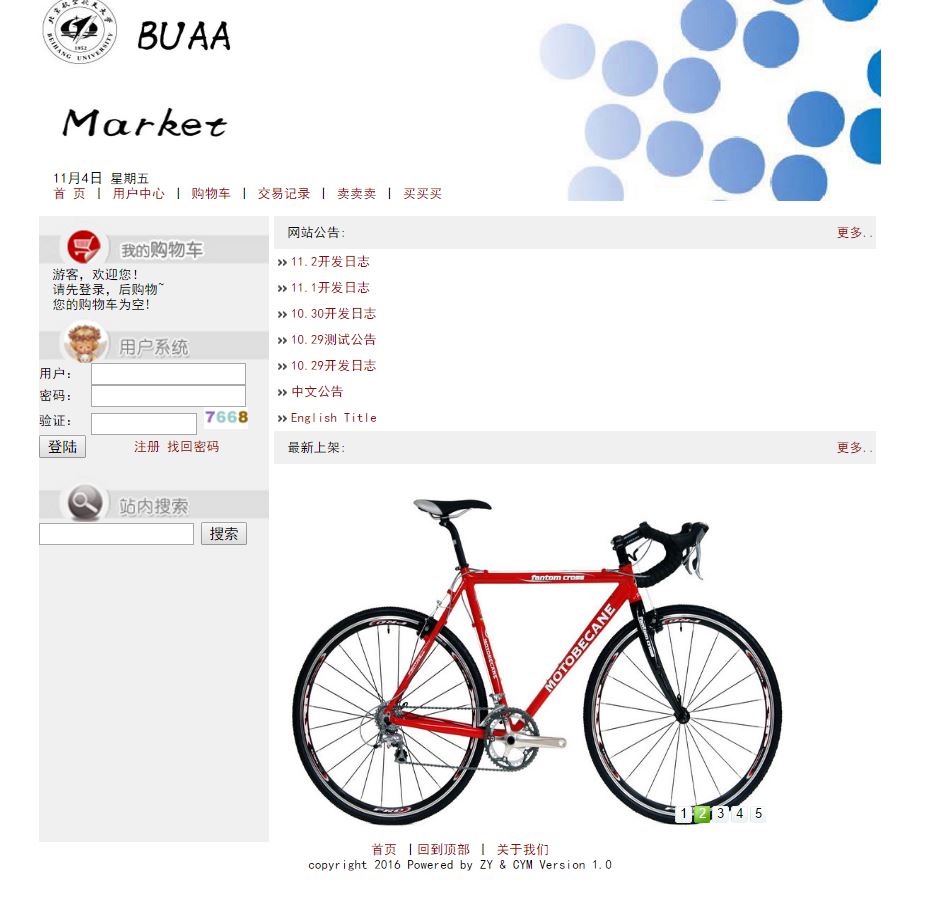 北京航空航天大学
BEIHANG UNIVERSITY
1952
BUAA
Market
11月4日 星期五
首 页 | 用户中心 | 购物车 | 交易记录 | 卖卖卖 | 买买买
我的购物车
游客, 欢迎您!
请先登录, 后购物~
您的购物车为空!
用户系统
用户:
密码:
验证: 7668
登陆 注册 找回密码
站内搜索
搜索
网站公告: 更多..
11.2开发日志
11.1开发日志
10.30开发日志
10.29测试公告
10.29开发日志
中文公告
English Title
最新上架: 更多..
fantom cross
MOTOBECANE
1 2 3 4 5
首页 |回到顶部 | 关于我们
copyright 2016 Powered by ZY & CYM Version 1.0